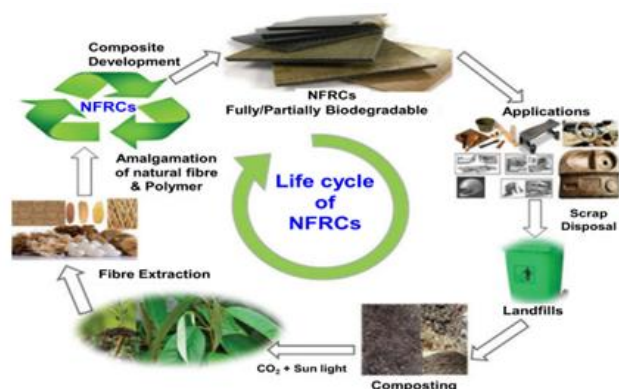 Composite
Development
NFRCs
NFRCs
Fully/Partially Biodegradable
Applications
Amalgamation
of natural fibre
& Polymer
Life cycle
of
NFRCs
Scrap
Disposal
Fibre Extraction
Landfills
CO₂ + Sun light
Composting